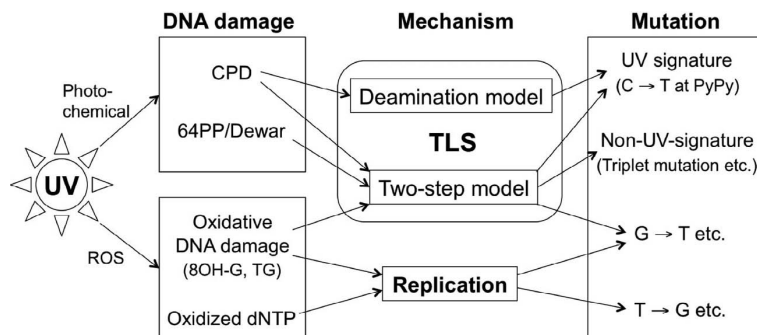 DNA damage
Mechanism
Mutation
Photo-
chemical
UV
ROS
CPD
64PP/Dewar
Oxidative
DNA damage
(8OH-G, TG)
Oxidized dNTP
Deamination model
TLS
Two-step model
Replication
UV signature
(C → T at PyPy)
Non-UV-signature
(Triplet mutation etc.)
G → T etc.
T → G etc.